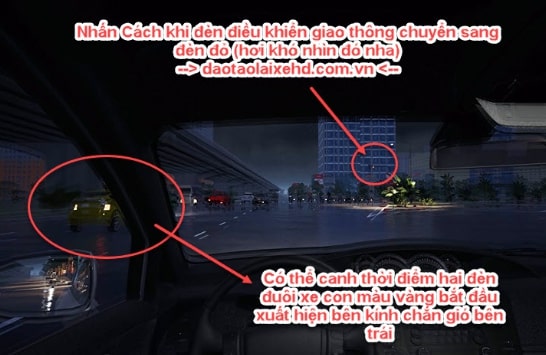 Nhấn Cách khi đèn điều khiển giao thông chuyển sang
đèn đỏ (hơi khó nhìn đó nha)
--> daotaolaixehd.com.vn <--
Có thể canh thời điểm hai đèn
đuôi xe con màu vàng bắt đầu
xuất hiện bên kính chắn gió bên
trái